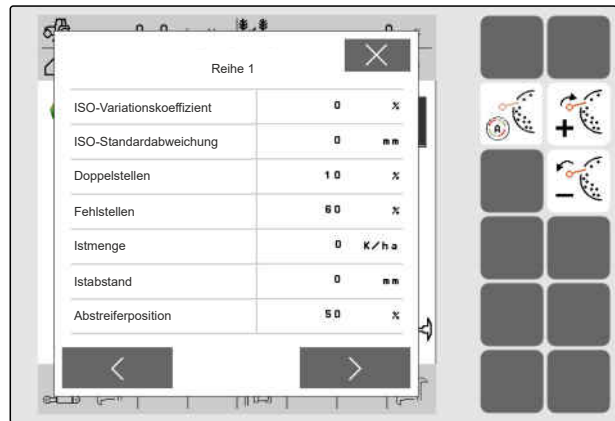 Reihe 1
ISO-Variationskoeffizient 0 %
ISO-Standardabweichung 0 mm
Doppelstellen 10 %
Fehlstellen 60 %
Istmenge 0 K/ha
Istabstand 0 mm
Abstreiferposition 50 %
A
+
−